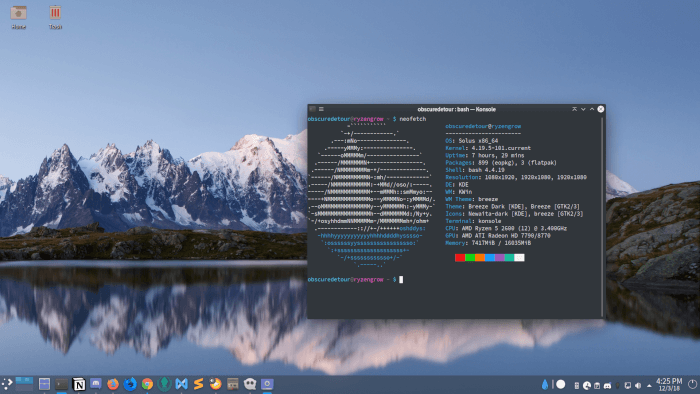 Home
Trash
obscuredetour : bash — Konsole
obscuredetour@ryzengrow ~ $ neofetch
obscuredetour@ryzengrow
OS: Solus x86_64
Kernel: 4.19.5-101.current
Uptime: 7 hours, 29 mins
Packages: 899 (eopkg), 3 (flatpak)
Shell: bash 4.4.19
Resolution: 1080x1920, 1920x1080, 1920x1080
DE: KDE
WM: KWin
WM Theme: breeze
Theme: Breeze Dark [KDE], breeze [GTK2/3]
Icons: Newaita-dark [KDE], breeze [GTK2/3]
Terminal: konsole
CPU: AMD Ryzen 5 2600 (12) @ 3.400GHz
GPU: AMD ATI Radeon HD 7790/8770
Memory: 7417MiB / 16035MiB
obscuredetour@ryzengrow ~ $
4:25 PM
12/3/18